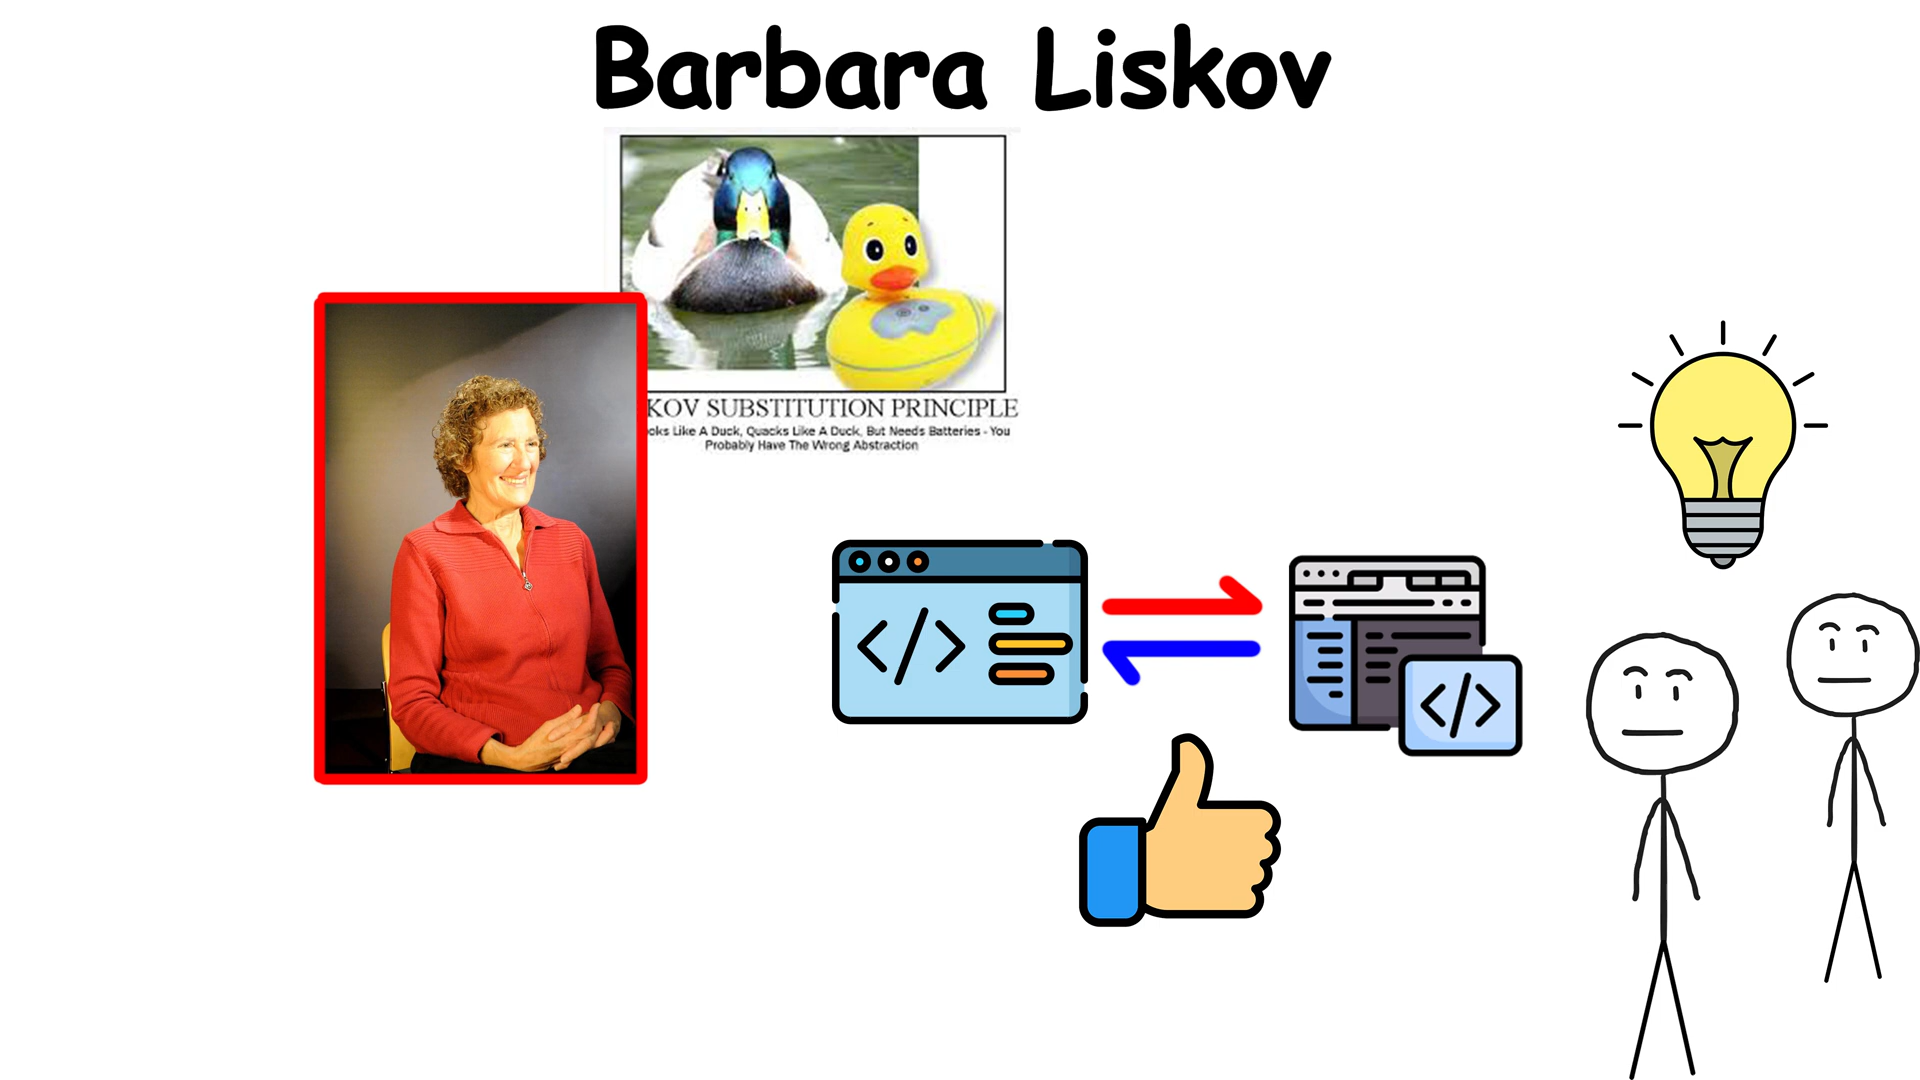 Barbara Liskov
KOV SUBSTITUTION PRINCIPLE
Like A Duck, Quacks Like A Duck, But Needs Batteries - You
Probably Have The Wrong Abstraction
</>
</>